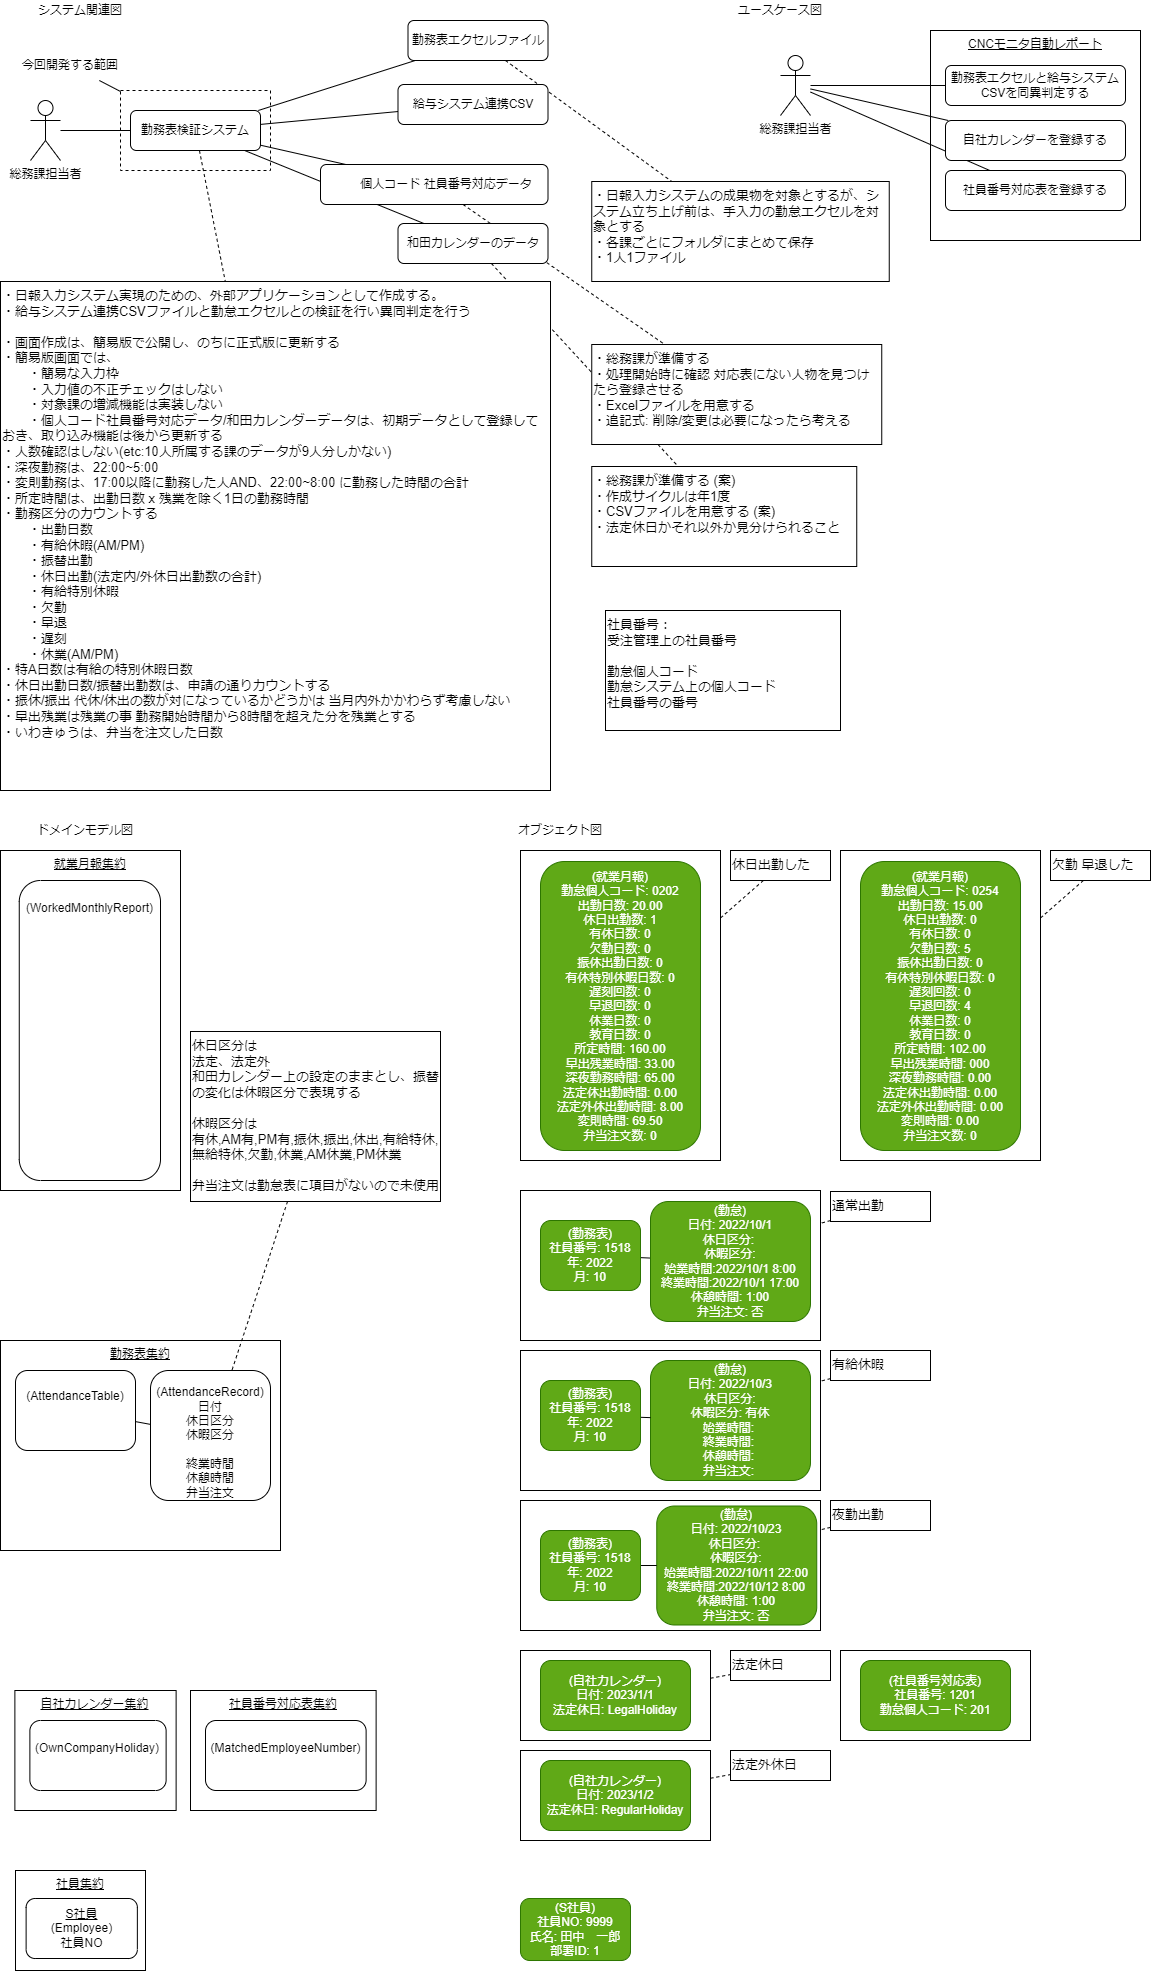 システム関連図
今回開発する範囲
総務課担当者
勤務表検証システム
勤務表エクセルファイル
給与システム連携CSV
個人コード 社員番号対応データ
和田カレンダーのデータ
ユースケース図
総務課担当者
CNCモニタ自動レポート
勤務表エクセルと給与システム
CSVを同異判定する
自社カレンダーを登録する
社員番号対応表を登録する
・日報入力システムの成果物を対象とするが、シ
ステム立ち上げ前は、手入力の勤怠エクセルを対
象とする
・各課ごとにフォルダにまとめて保存
・1人1ファイル
・日報入力システム実現のための、外部アプリケーションとして作成する。
・給与システム連携CSVファイルと勤怠エクセルとの検証を行い異同判定を行う
・画面作成は、簡易版で公開し、のちに正式版に更新する
・簡易版画面では、
・簡易な入力枠
・入力値の不正チェックはしない
・対象課の増減機能は実装しない
・個人コード社員番号対応データ/和田カレンダーデータは、初期データとして登録して
おき、取り込み機能は後から更新する
・人数確認はしない(etc:10人所属する課のデータが9人分しかない)
・深夜勤務は、22:00~5:00
・変則勤務は、17:00以降に勤務した人AND、22:00~8:00 に勤務した時間の合計
・所定時間は、出勤日数 x 残業を除く1日の勤務時間
・勤務区分のカウントする
・出勤日数
・有給休暇(AM/PM)
・振替出勤
・休日出勤(法定内/外休日出勤数の合計)
・有給特別休暇
・欠勤
・早退
・遅刻
・休業(AM/PM)
・特A日数は有給の特別休暇日数
・休日出勤日数/振替出勤数は、申請の通りカウントする
・振休/振出 代休/休出の数が対になっているかどうかは 当月内外かかわらず考慮しない
・早出残業は残業の事 勤務開始時間から8時間を超えた分を残業とする
・いわきゅうは、弁当を注文した日数
・総務課が準備する
・処理開始時に確認 対応表にない人物を見つけ
たら登録させる
・Excelファイルを用意する
・追記式: 削除/変更は必要になったら考える
・総務課が準備する (案)
・作成サイクルは年1度
・CSVファイルを用意する (案)
・法定休日かそれ以外か見分けられること
社員番号：
受注管理上の社員番号
勤怠個人コード
勤怠システム上の個人コード
社員番号の番号
ドメインモデル図
就業月報集約
(WorkedMonthlyReport)
休日区分は
法定、法定外
和田カレンダー上の設定のままとし、振替
の変化は休暇区分で表現する
休暇区分は
有休,AM有,PM有,振休,振出,休出,有給特休,
無給特休,欠勤,休業,AM休業,PM休業
弁当注文は勤怠表に項目がないので未使用
勤務表集約
(AttendanceTable)
(AttendanceRecord)
日付
休日区分
休暇区分
終業時間
休憩時間
弁当注文
自社カレンダー集約
(OwnCompanyHoliday)
社員番号対応表集約
(MatchedEmployeeNumber)
社員集約
S社員
(Employee)
社員NO
オブジェクト図
(就業月報)
勤怠個人コード: 0202
出勤日数: 20.00
休日出勤数: 1
有休日数: 0
欠勤日数: 0
振休出勤日数: 0
有休特別休暇日数: 0
遅刻回数: 0
早退回数: 0
休業日数: 0
教育日数: 0
所定時間: 160.00
早出残業時間: 33.00
深夜勤務時間: 65.00
法定休出勤時間: 0.00
法定外休出勤時間: 8.00
変則時間: 69.50
弁当注文数: 0
休日出勤した
(就業月報)
勤怠個人コード: 0254
出勤日数: 15.00
休日出勤数: 0
有休日数: 0
欠勤日数: 5
振休出勤日数: 0
有休特別休暇日数: 0
遅刻回数: 0
早退回数: 4
休業日数: 0
教育日数: 0
所定時間: 102.00
早出残業時間: 000
深夜勤務時間: 0.00
法定休出勤時間: 0.00
法定外休出勤時間: 0.00
変則時間: 0.00
弁当注文数: 0
欠勤 早退した
(勤務表)
社員番号: 1518
年: 2022
月: 10
(勤怠)
日付: 2022/10/1
休日区分:
休暇区分:
始業時間:2022/10/1 8:00
終業時間:2022/10/1 17:00
休憩時間: 1:00
弁当注文: 否
通常出勤
(勤務表)
社員番号: 1518
年: 2022
月: 10
(勤怠)
日付: 2022/10/3
休日区分:
休暇区分: 有休
始業時間:
終業時間:
休憩時間:
弁当注文:
有給休暇
(勤務表)
社員番号: 1518
年: 2022
月: 10
(勤怠)
日付: 2022/10/23
休日区分:
休暇区分:
始業時間:2022/10/11 22:00
終業時間:2022/10/12 8:00
休憩時間: 1:00
弁当注文: 否
夜勤出勤
(自社カレンダー)
日付: 2023/1/1
法定休日: LegalHoliday
法定休日
(社員番号対応表)
社員番号: 1201
勤怠個人コード: 201
(自社カレンダー)
日付: 2023/1/2
法定休日: RegularHoliday
法定外休日
(S社員)
社員NO: 9999
氏名: 田中　一郎
部署ID: 1